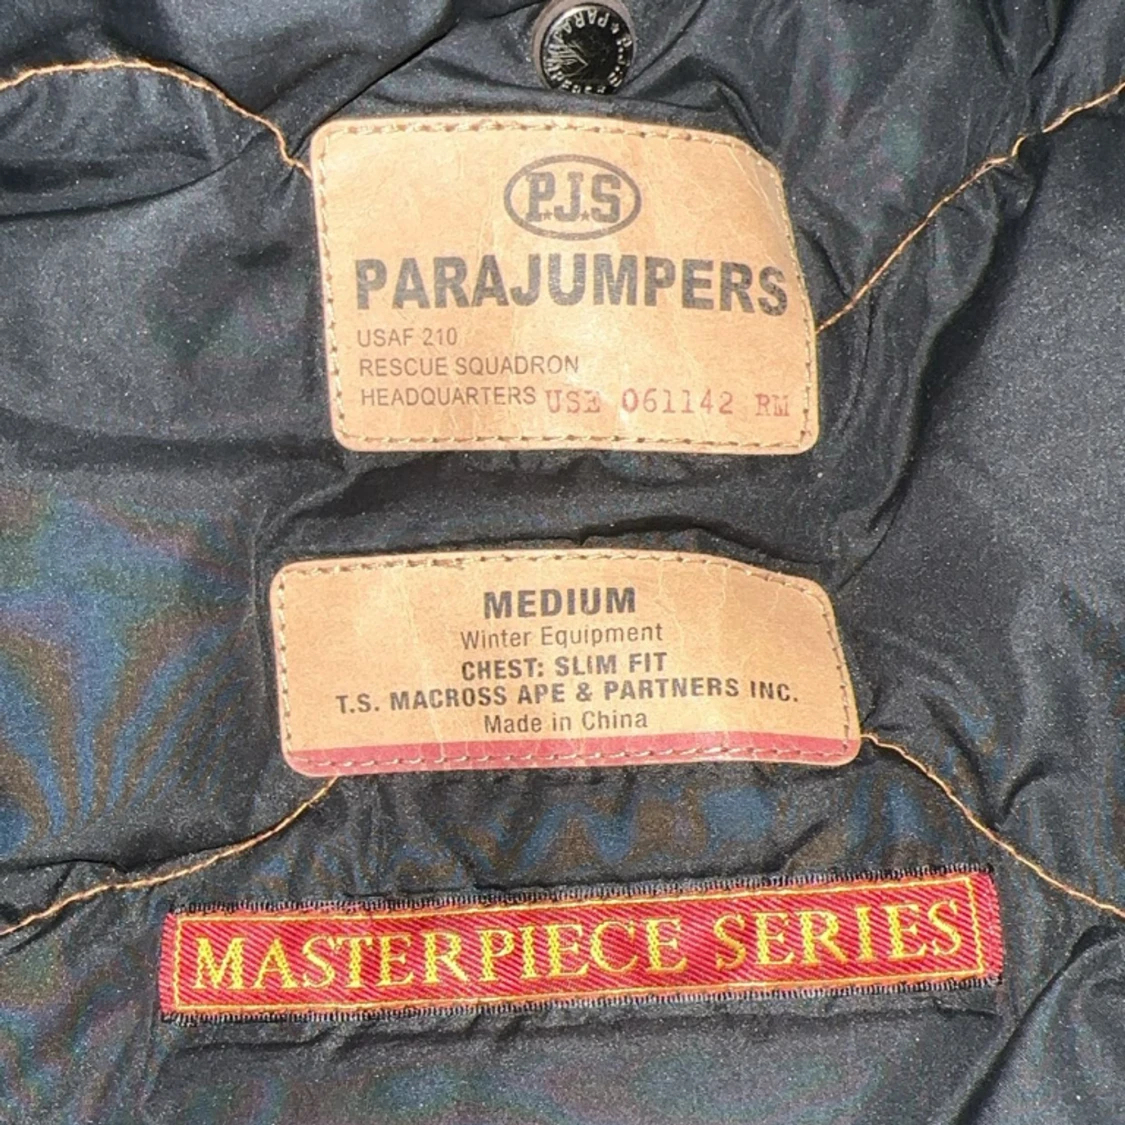 P.J.S
PARAJUMPERS
USAF 210
RESCUE SQUADRON
HEADQUARTERS USE 061142 RM
MEDIUM
Winter Equipment
CHEST: SLIM FIT
T.S. MACROSS APE & PARTNERS INC.
Made in China
MASTERPIECE SERIES